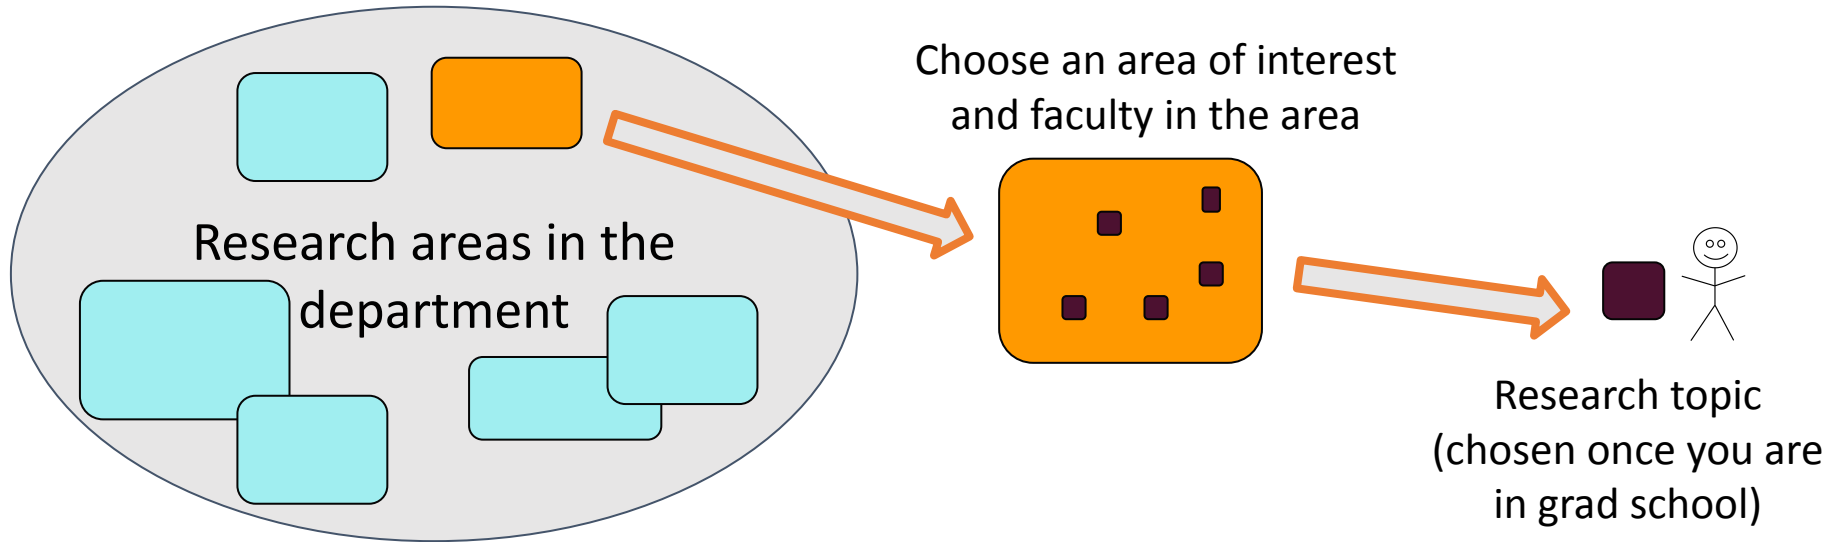 Research areas in the
department
Choose an area of interest
and faculty in the area
Research topic
(chosen once you are
in grad school)